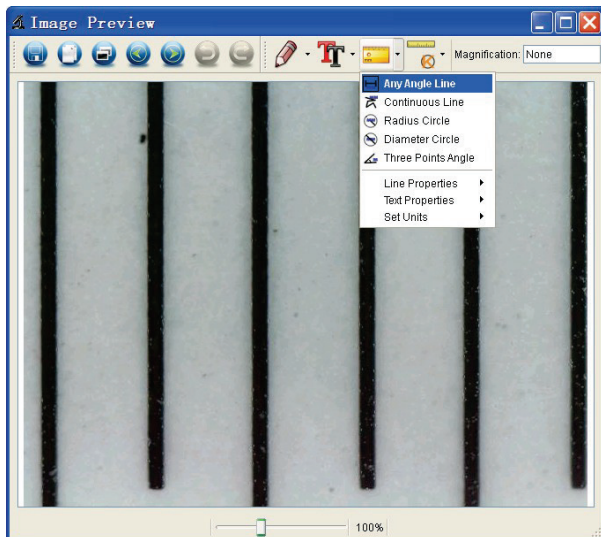 Image Preview
TT
Magnification: None
Any Angle Line
Continuous Line
Radius Circle
Diameter Circle
Three Points Angle
Line Properties
Text Properties
Set Units
100%